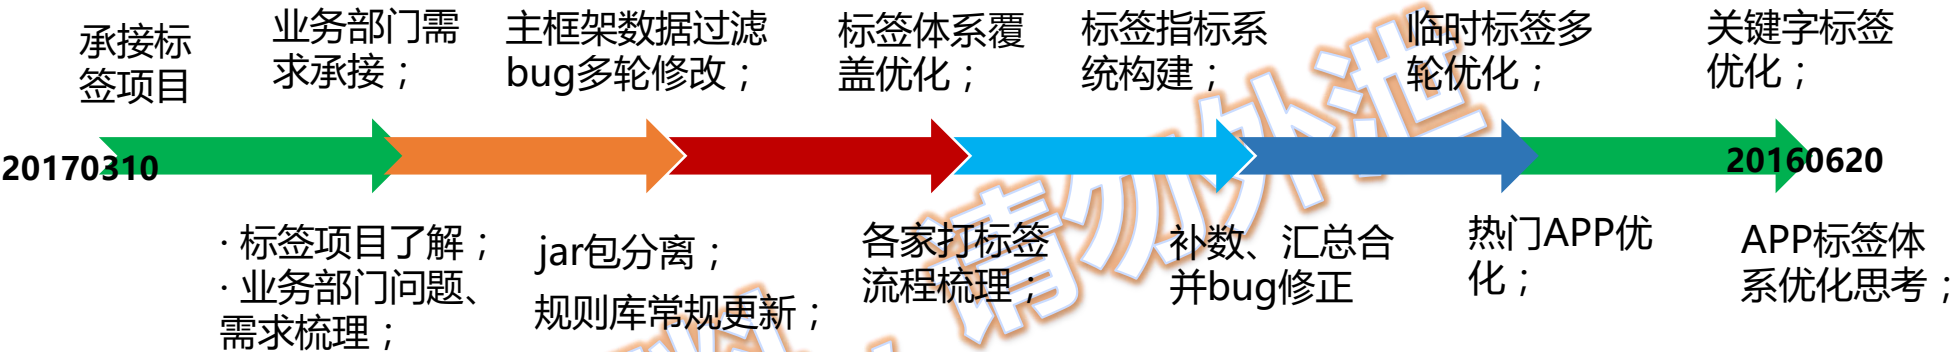 承接标
签项目
业务部门需
求承接；
主框架数据过滤
bug多轮修改；
标签体系覆
盖优化；
标签指标系
统构建；
临时标签多
轮优化；
关键字标签
优化；
20170310
20160620
· 标签项目了解；
· 业务部门问题、
需求梳理；
jar包分离；
规则库常规更新；
各家打标签
流程梳理；
补数、汇总合
并bug修正
热门APP优
化；
APP标签体
系优化思考；
料，请勿外泄